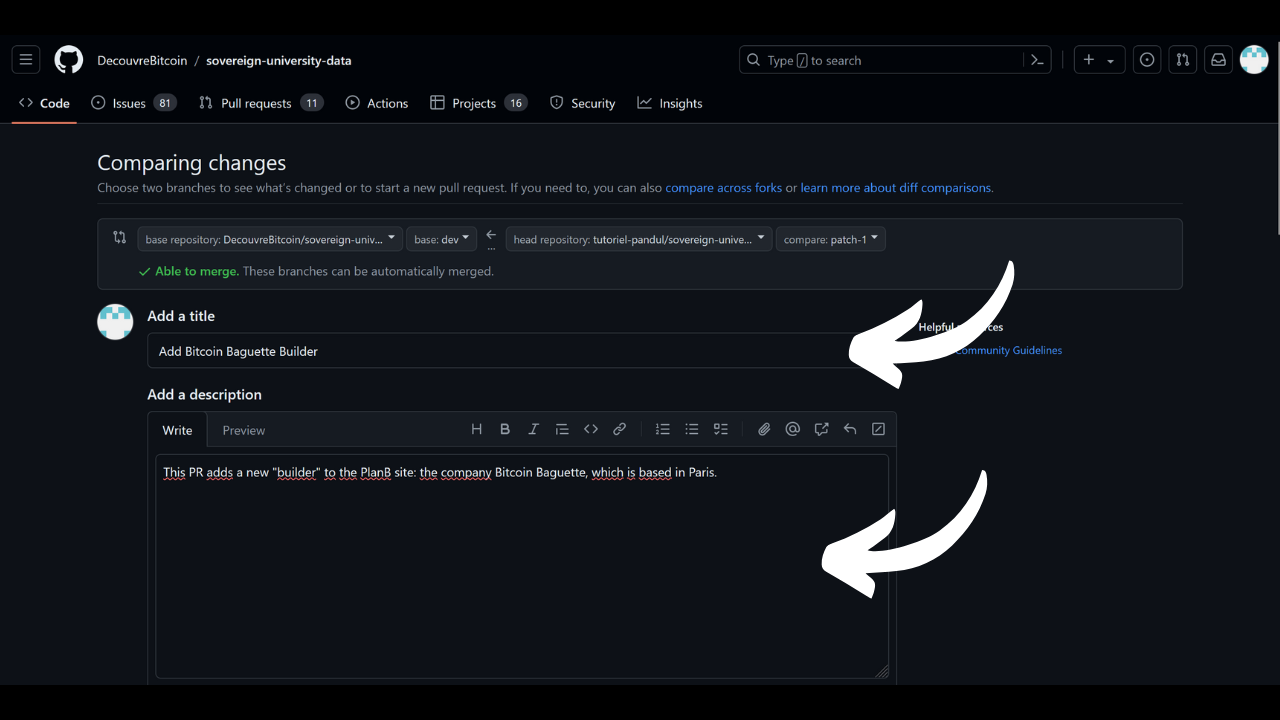 DecouvreBitcoin / sovereign-university-data
Type / to search
Code Issues 81 Pull requests 11 Actions Projects 16 Security Insights
Comparing changes
Choose two branches to see what's changed or to start a new pull request. If you need to, you can also compare across forks or learn more about diff comparisons.
base repository: DecouvreBitcoin/sovereign-univ... base: dev head repository: tutoriel-pandul/sovereign-unive... compare: patch-1
Able to merge. These branches can be automatically merged.
Add a title
Helpful
Add Bitcoin Baguette Builder
Community Guidelines
Add a description
Write Preview
This PR adds a new "builder" to the PlanB site: the company Bitcoin Baguette, which is based in Paris.